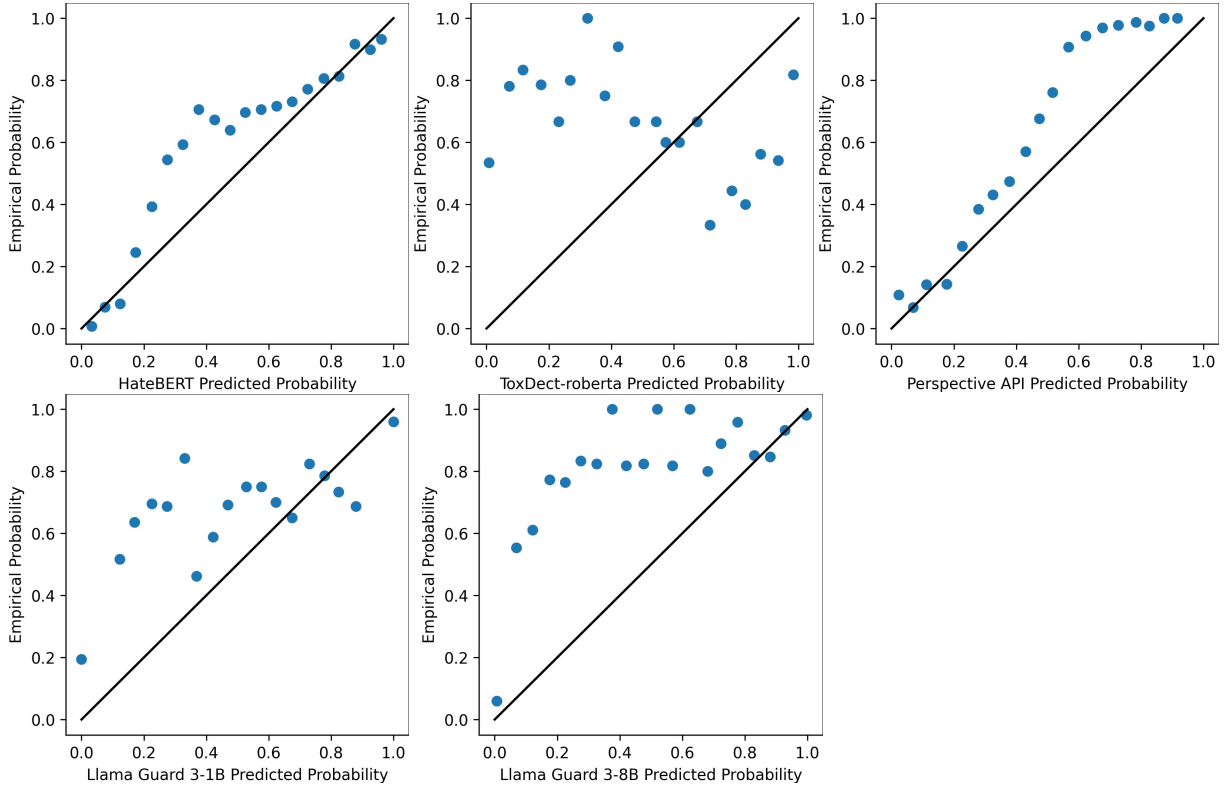 1.0
0.8
0.6
0.4
0.2
0.0
Empirical Probability
0.0 0.2 0.4 0.6 0.8 1.0
HateBERT Predicted Probability
1.0
0.8
0.6
0.4
0.2
0.0
Empirical Probability
0.0 0.2 0.4 0.6 0.8 1.0
ToxDect-roberta Predicted Probability
1.0
0.8
0.6
0.4
0.2
0.0
Empirical Probability
0.0 0.2 0.4 0.6 0.8 1.0
Perspective API Predicted Probability
1.0
0.8
0.6
0.4
0.2
0.0
Empirical Probability
0.0 0.2 0.4 0.6 0.8 1.0
Llama Guard 3-1B Predicted Probability
1.0
0.8
0.6
0.4
0.2
0.0
Empirical Probability
0.0 0.2 0.4 0.6 0.8 1.0
Llama Guard 3-8B Predicted Probability